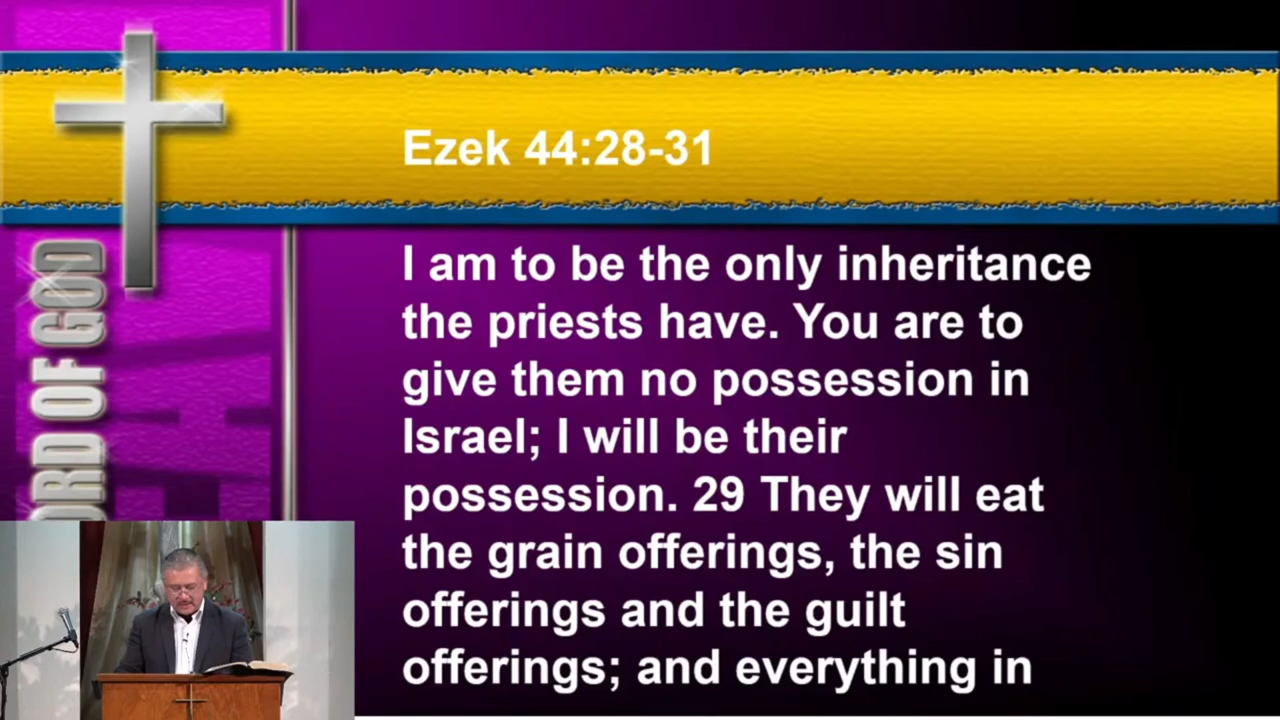 Ezek 44:28-31
I am to be the only inheritance
the priests have. You are to
give them no possession in
Israel; I will be their
possession. 29 They will eat
the grain offerings, the sin
offerings and the guilt
offerings; and everything in
OF GOD